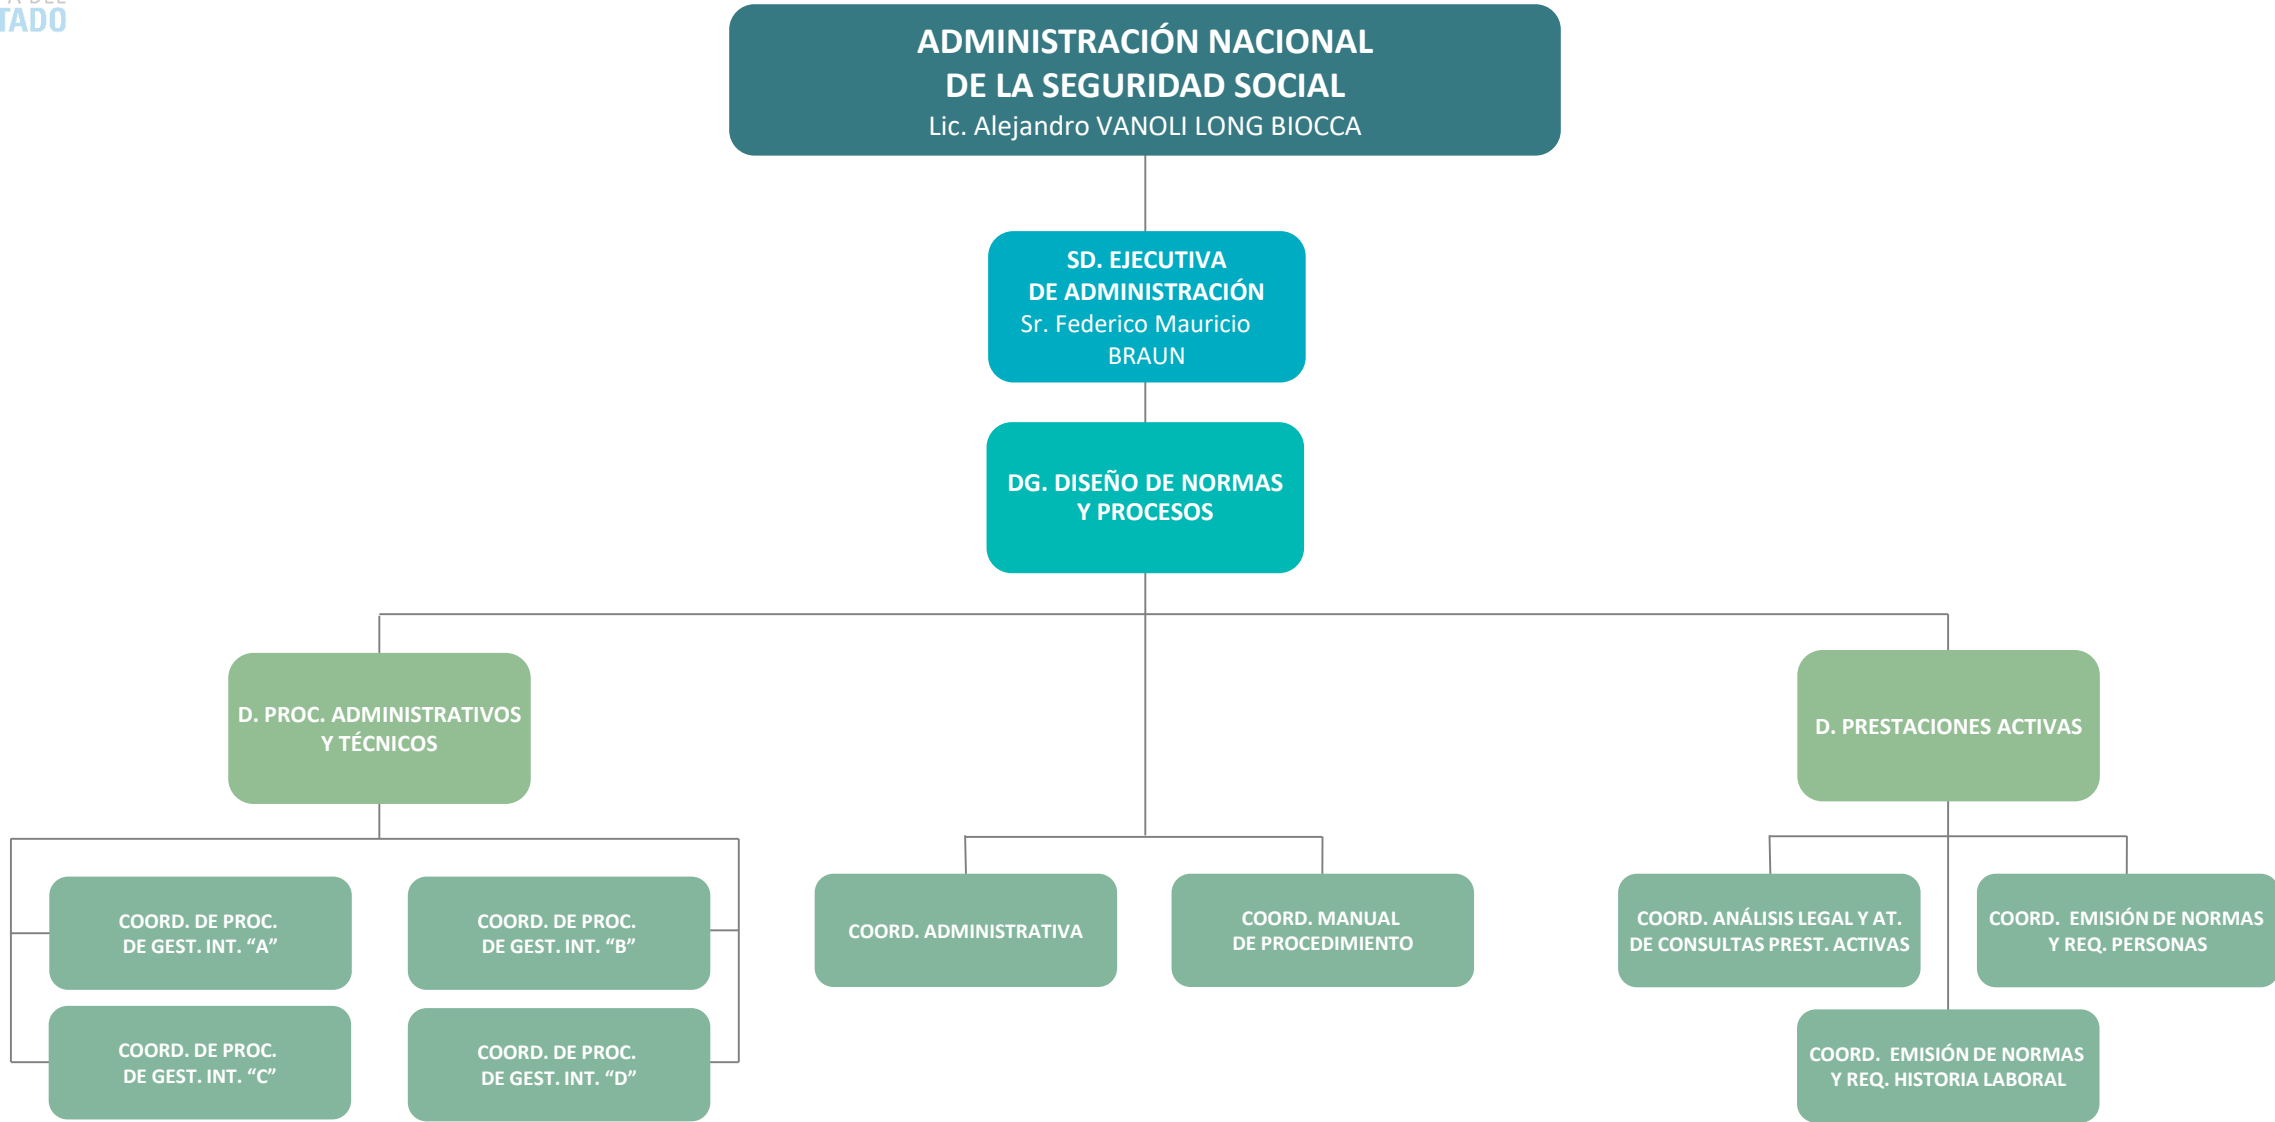 TADO
ADMINISTRACIÓN NACIONAL
DE LA SEGURIDAD SOCIAL
Lic. Alejandro VANOLI LONG BIOCCA
SD. EJECUTIVA
DE ADMINISTRACIÓN
Sr. Federico Mauricio
BRAUN
DG. DISEÑO DE NORMAS
Y PROCESOS
D. PROC. ADMINISTRATIVOS
Y TÉCNICOS
D. PRESTACIONES ACTIVAS
COORD. DE PROC.
DE GEST. INT. “A”
COORD. DE PROC.
DE GEST. INT. “B”
COORD. ADMINISTRATIVA
COORD. MANUAL
DE PROCEDIMIENTO
COORD. ANÁLISIS LEGAL Y AT.
DE CONSULTAS PREST. ACTIVAS
COORD. EMISIÓN DE NORMAS
Y REQ. PERSONAS
COORD. DE PROC.
DE GEST. INT. “C”
COORD. DE PROC.
DE GEST. INT. “D”
COORD. EMISIÓN DE NORMAS
Y REQ. HISTORIA LABORAL